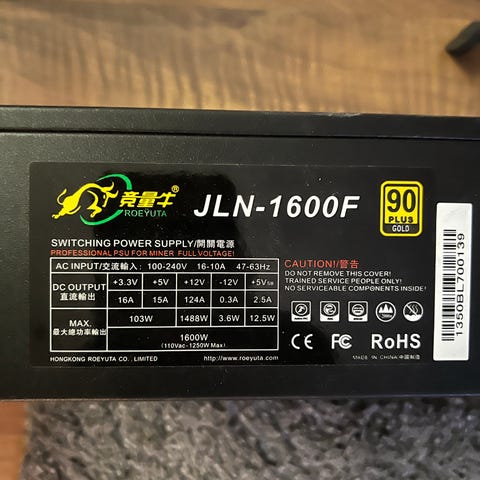 竞量牛®
ROEYUTA
JLN-1600F
90
PLUS
GOLD
SWITCHING POWER SUPPLY/開關電源
PROFESSIONAL PSU FOR MINER FULL VOLTAGE!
AC INPUT/交流輸入: 100-240V 16-10A 47-63Hz
DC OUTPUT +3.3V +5V +12V -12V +5VSB
直流輸出 16A 15A 124A 0.3A 2.5A
MAX. 103W 1488W 3.6W 12.5W
最大總功率輸出 1600W
(110Vac-1250W Max)
HONGKONG ROEYUTA CO., LIMITED http://www.roeyuta.com
CAUTION!/警告
DO NOT REMOVE THIS COVER!
TRAINED SERVICE PEOPLE ONLY!
NO SERVICEABLE COMPONENTS INSIDE!
CE FC RoHS
MADE IN CHINA/中國制造
1350BL700139